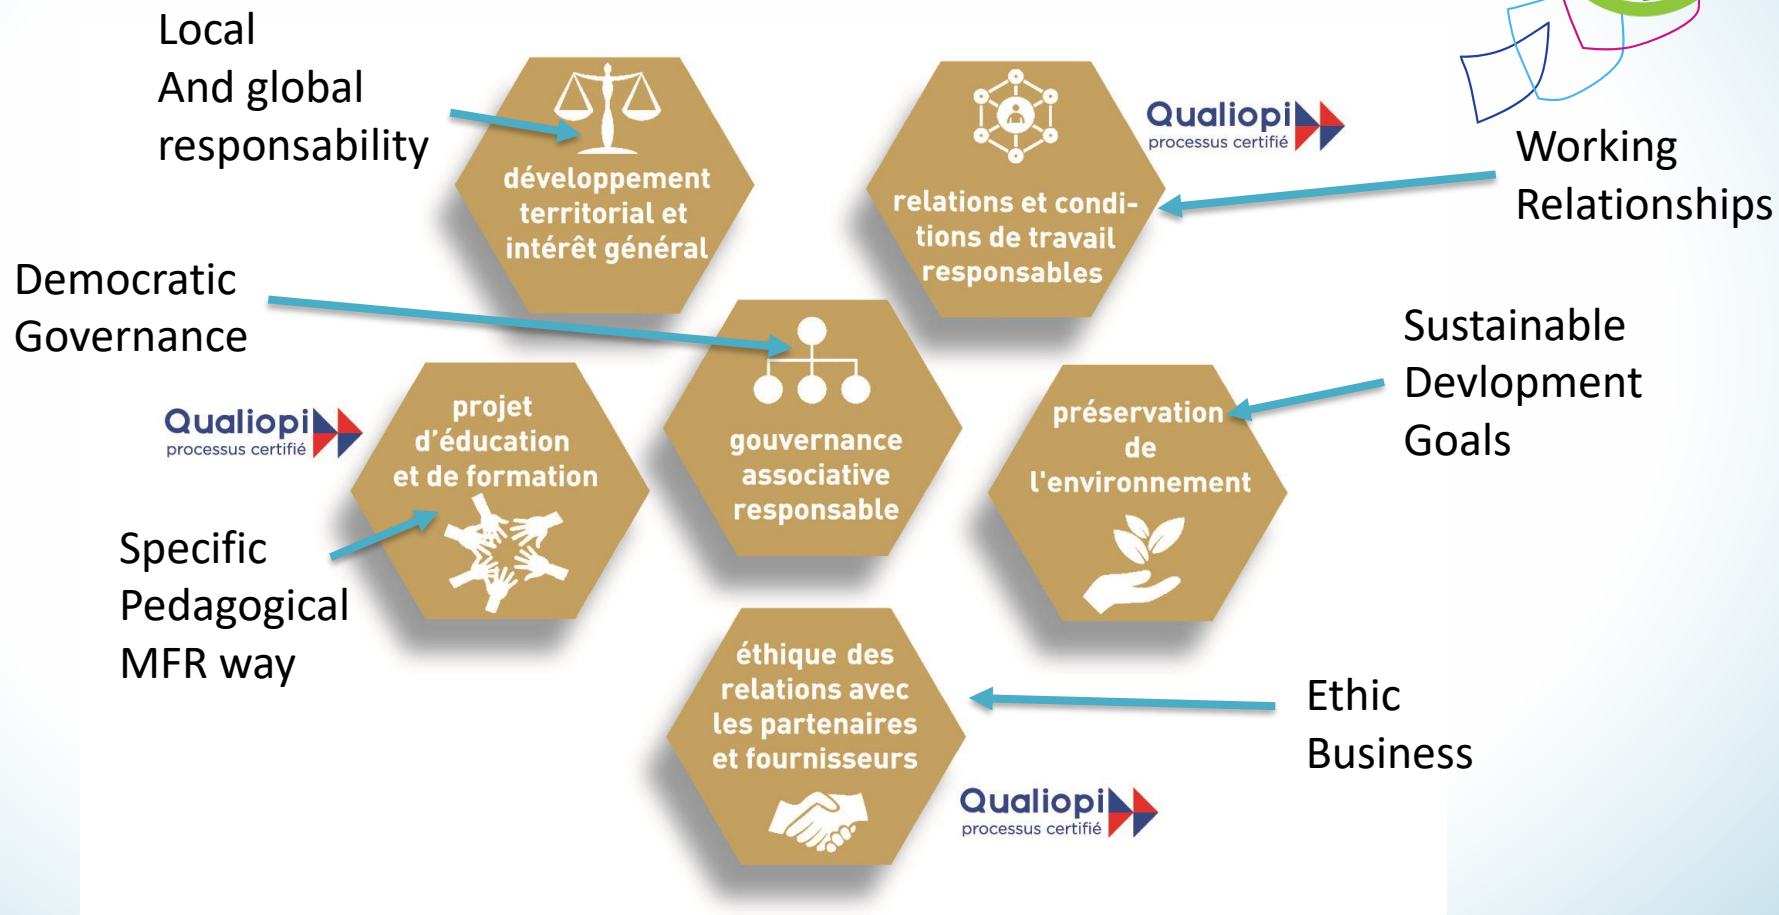 Local
And global
responsability
développement
territorial et
intérêt général
relations et condi-
tions de travail
responsables
Qualiopi
processus certifié
Working
Relationships
Democratic
Governance
gouvernance
associative
responsable
Sustainable
Devlopment
Goals
Qualiopi
processus certifié
projet
d'éducation
et de formation
préservation
de
l'environnement
Specific
Pedagogical
MFR way
éthique des
relations avec
les partenaires
et fournisseurs
Ethic
Business
Qualiopi
processus certifié